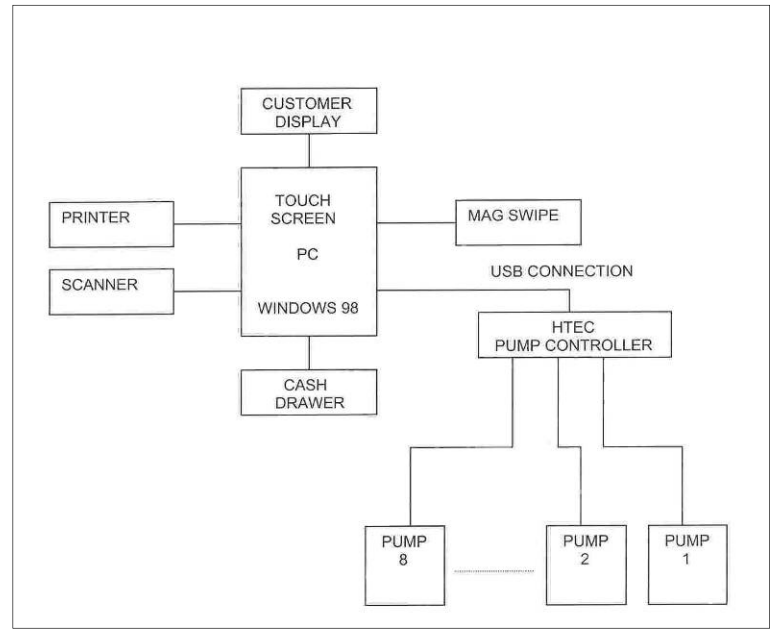 CUSTOMER
DISPLAY
TOUCH
SCREEN
PC
WINDOWS 98
PRINTER
SCANNER
MAG SWIPE
USB CONNECTION
HTEC
PUMP CONTROLLER
CASH
DRAWER
PUMP
8
PUMP
2
PUMP
1